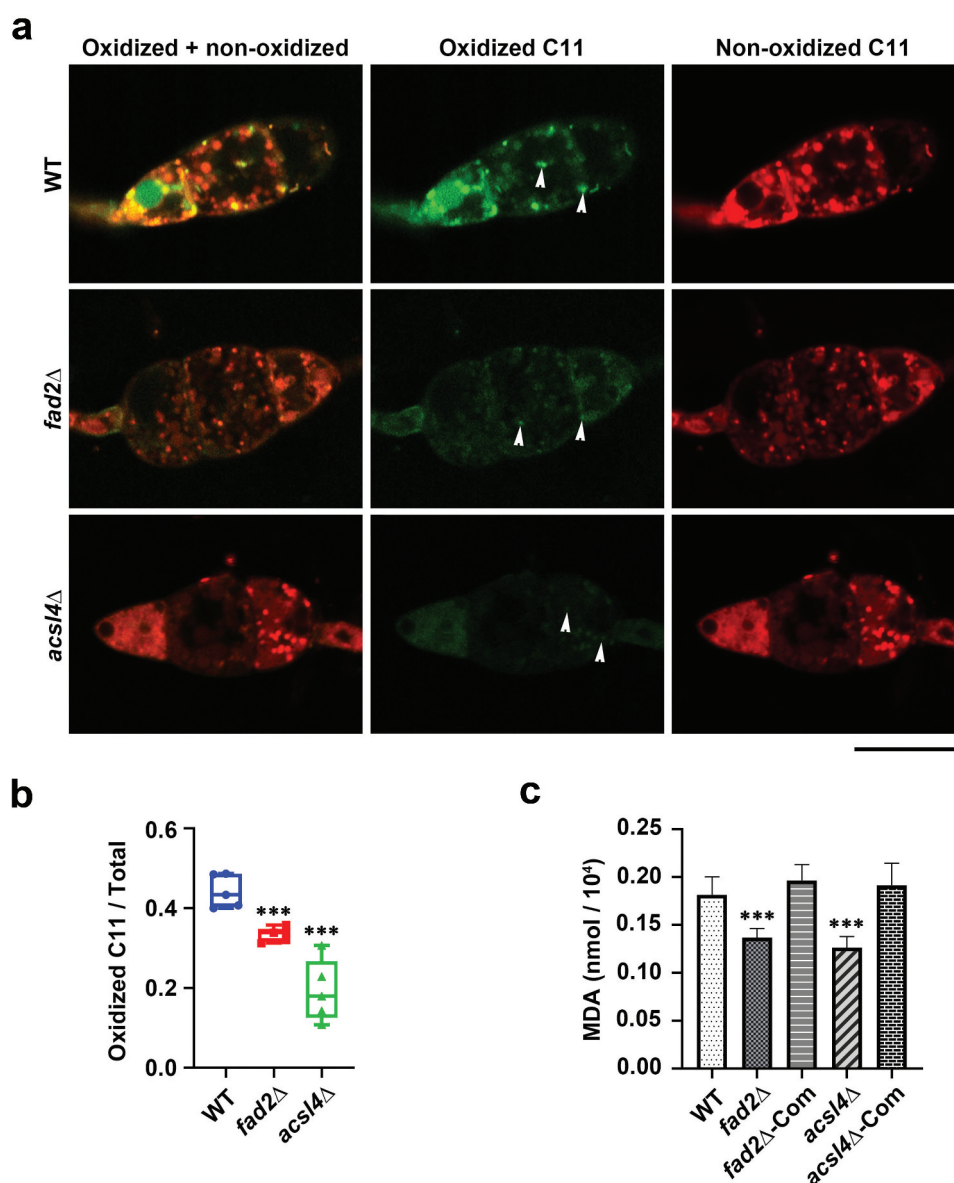 a
Oxidized + non-oxidized
Oxidized C11
Non-oxidized C11
WT
fad2Δ
acsl4Δ
b
Oxidized C11 / Total
0.6
0.4
0.2
0.0
***
***
WT
fad2Δ
acsl4Δ
c
MDA (nmol / 10⁴)
0.25
0.20
0.15
0.10
0.05
0.00
***
***
WT
fad2Δ
fad2Δ-Com
acsl4Δ
acsl4Δ-Com